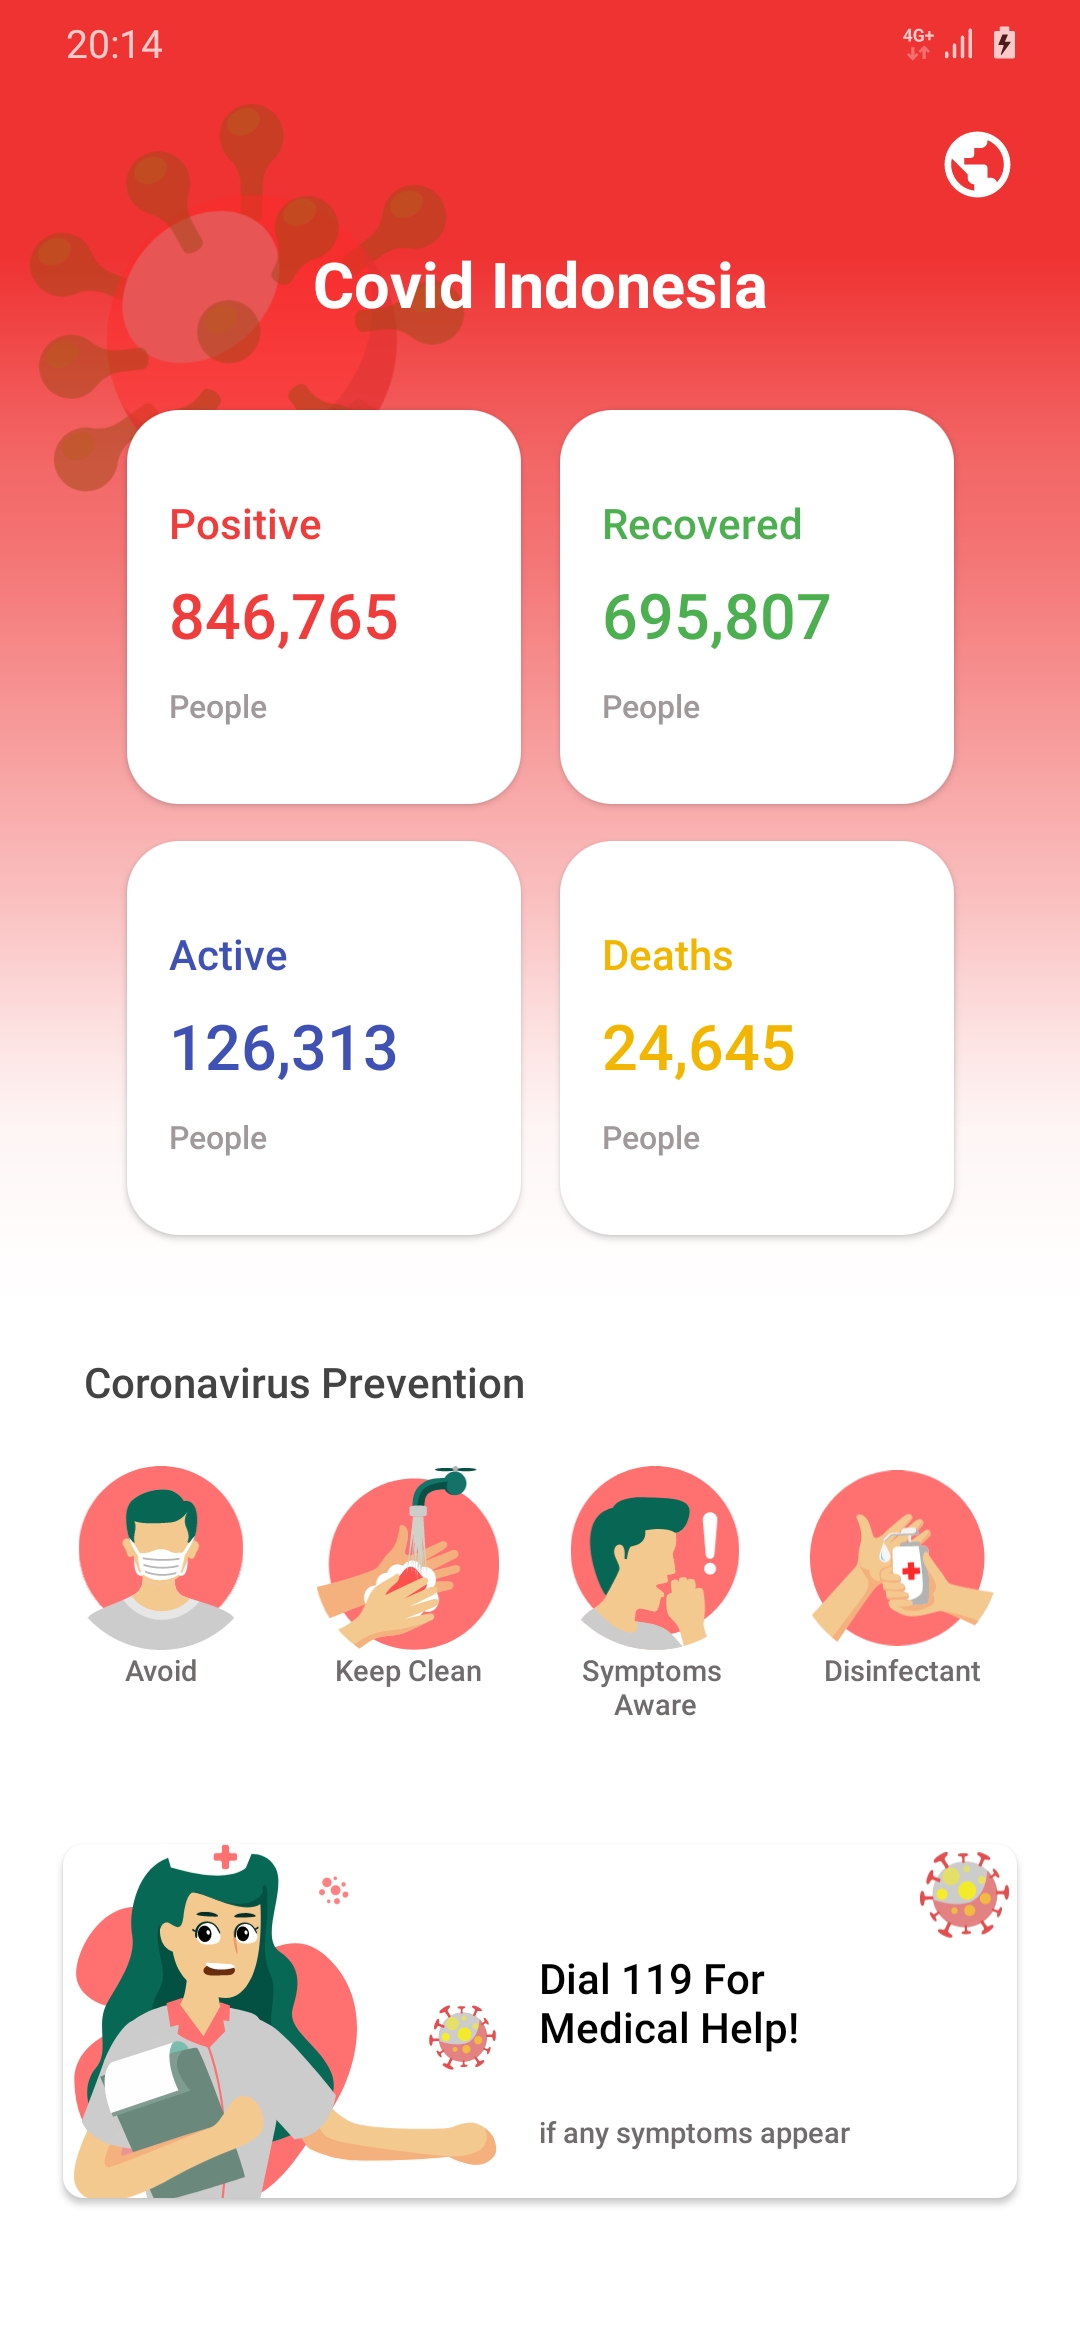 20:14
4G+
Covid Indonesia
Positive
846,765
People
Recovered
695,807
People
Active
126,313
People
Deaths
24,645
People
Coronavirus Prevention
Avoid
Keep Clean
Symptoms
Aware
Disinfectant
Dial 119 For
Medical Help!
if any symptoms appear